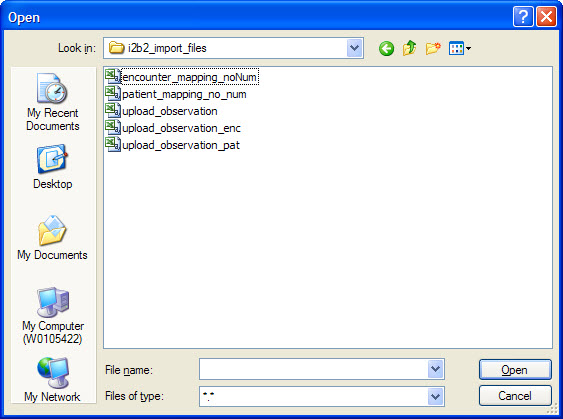 Open
Look in: i2b2_import_files
My Recent
Documents
Desktop
My Documents
My Computer
(W0105422)
My Network
encounter_mapping_noNum
patient_mapping_no_num
upload_observation
upload_observation_enc
upload_observation_pat
File name: Open
Files of type: *.* Cancel